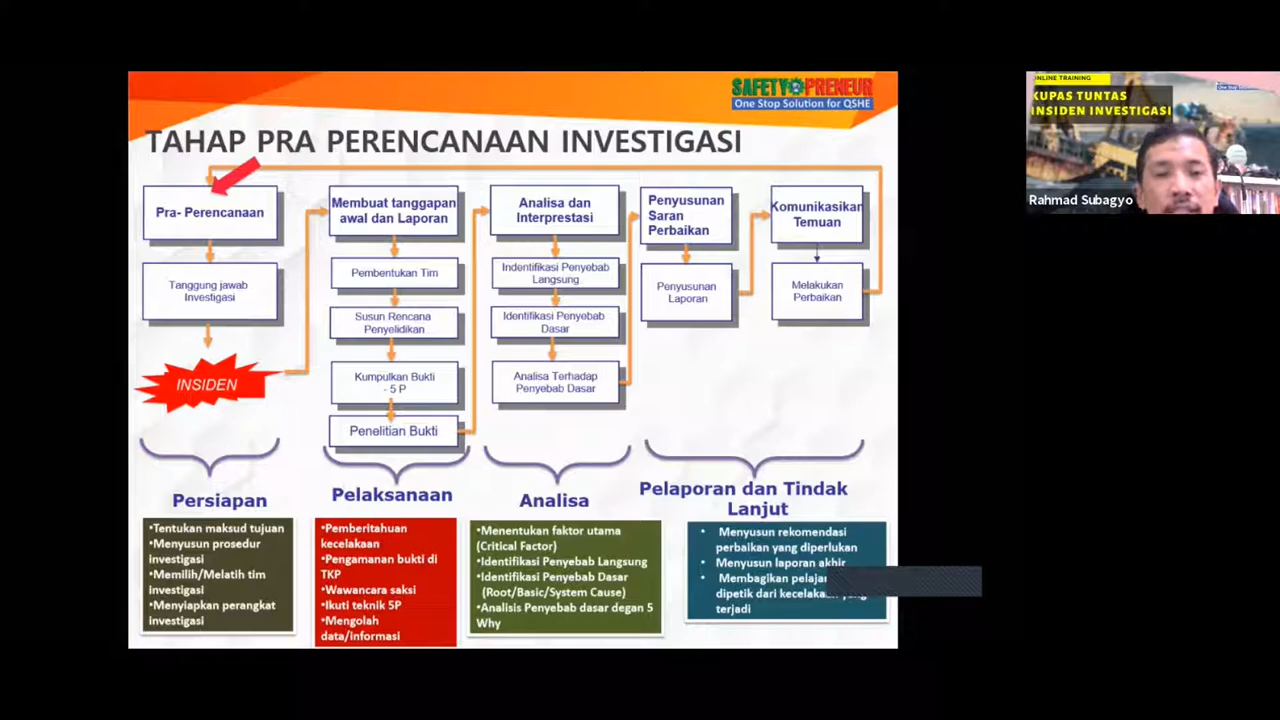 SAFETY PRENEUR
One Stop Solution for QSHE
TAHAP PRA PERENCANAAN INVESTIGASI
Pra- Perencanaan
Tanggung jawab
Investigasi
INSIDEN
Membuat tanggapan
awal dan Laporan
Pembentukan Tim
Susun Rencana
Penyelidikan
Kumpulkan Bukti
- 5 P
Penelitian Bukti
Analisa dan
Interprestasi
Indentifikasi Penyebab
Langsung
Identifikasi Penyebab
Dasar
Analisa Terhadap
Penyebab Dasar
Penyusunan
Saran
Perbaikan
Penyusunan
Laporan
Komunikasikan
Temuan
Melakukan
Perbaikan
Persiapan
•Tentukan maksud tujuan
•Menyusun prosedur
investigasi
•Memilih/Melatih tim
Investigasi
•Menyiapkan perangkat
investigasi
Pelaksanaan
•Pemberitahuan
kecelakaan
•Pengamanan bukti di
TKP
•Wawancara saksi
•Ikuti teknik 5P
•Mengolah
data/informasi
Analisa
•Menentukan faktor utama
(Critical Factor)
•Identifikasi Penyebab Langsung
•Identifikasi Penyebab Dasar
(Root/Basic/System Cause)
•Analisis Penyebab dasar degan 5
Why
Pelaporan dan Tindak
Lanjut
• Menyusun rekomendasi
perbaikan yang diperlukan
• Menyusun laporan akhir
• Membagikan
dipetik dari kecelakaan yang
terjadi
ONLINE TRAINING
KUPAS TUNTAS
INSIDEN INVESTIGASI
Rahmad Subagyo